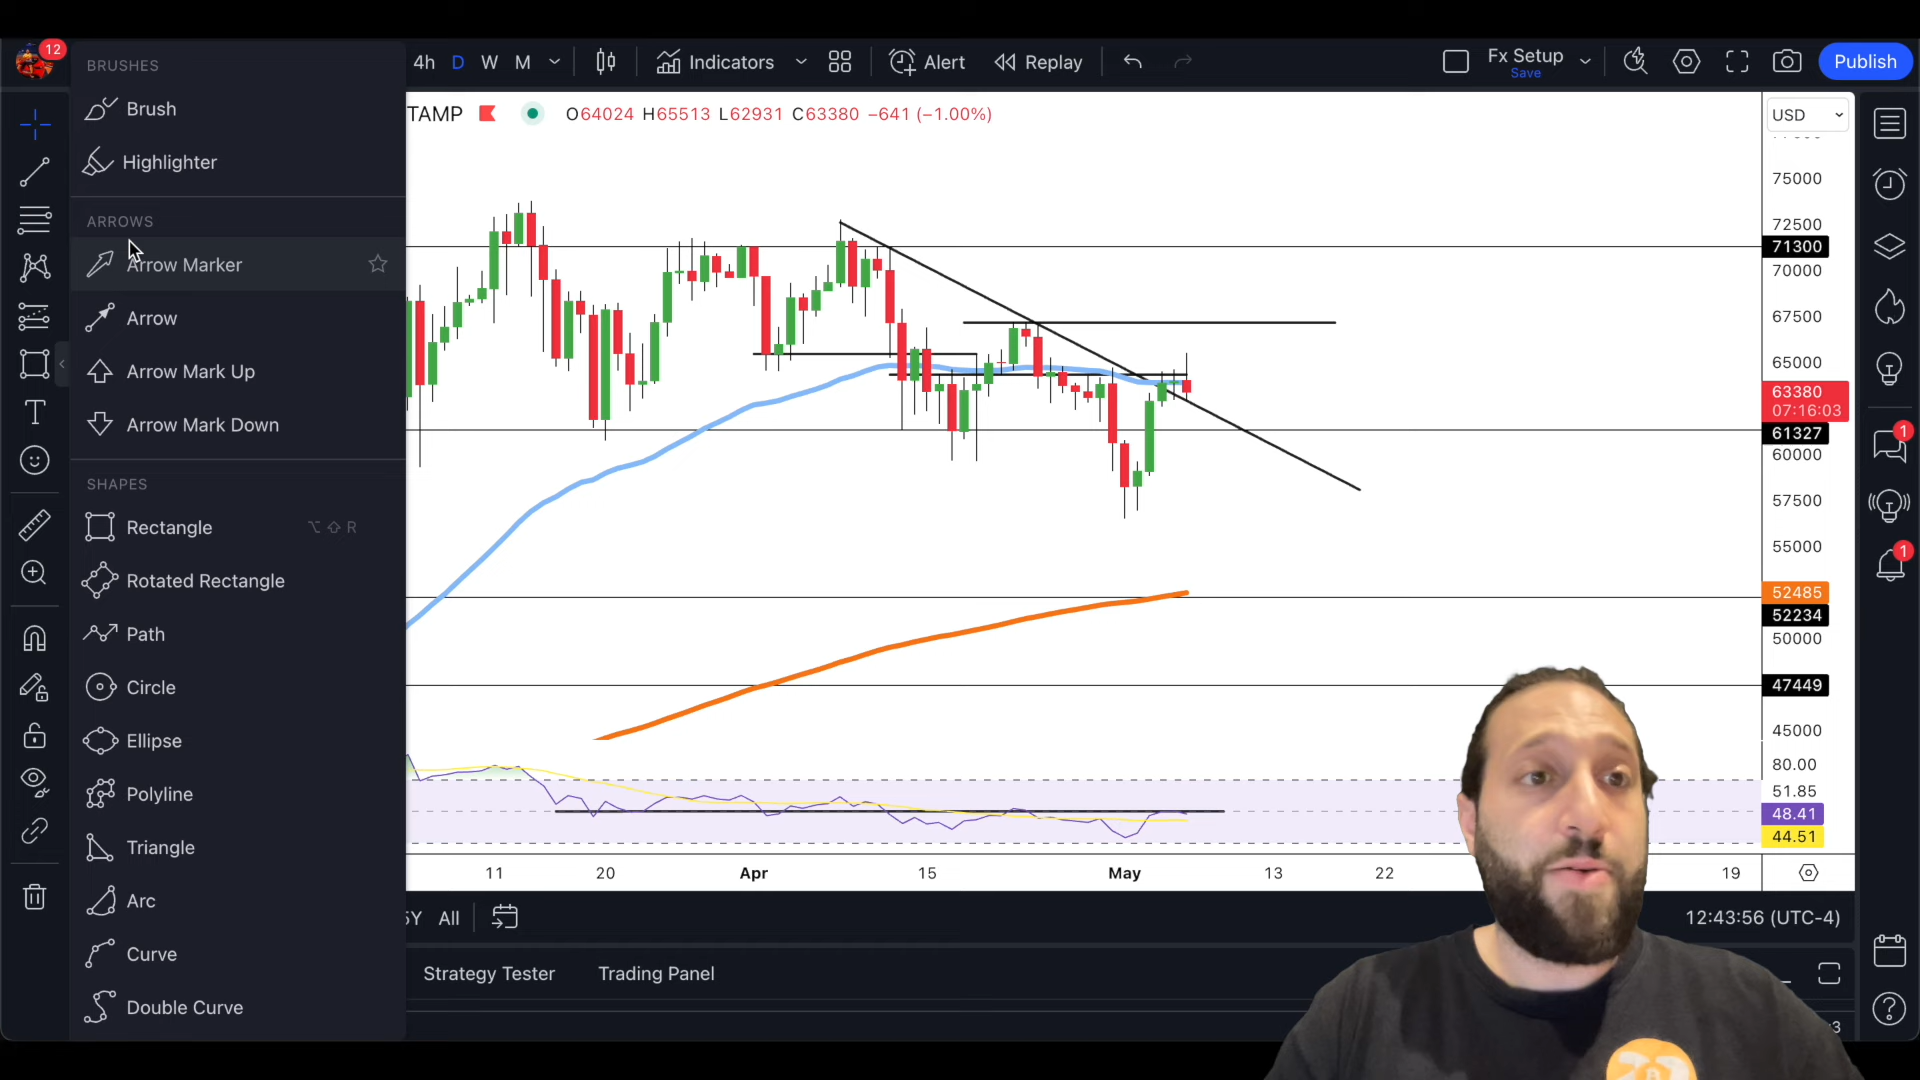 12
BRUSHES
Brush
Highlighter
ARROWS
Arrow Marker
Arrow
Arrow Mark Up
Arrow Mark Down
SHAPES
Rectangle ⌥ ⇧ R
Rotated Rectangle
Path
Circle
Ellipse
Polyline
Triangle
Arc
Curve
Double Curve
4h D W M Indicators Alert Replay Fx Setup Save Publish
TAMP O64024 H65513 L62931 C63380 −641 (−1.00%)
USD
75000
72500
71300
70000
67500
65000
63380
07:16:03
61327
60000
57500
55000
52485
52234
50000
47449
45000
80.00
51.85
48.41
44.51
11 20 Apr 15 May 13 22 19
5Y All 12:43:56 (UTC-4)
Strategy Tester Trading Panel
1
1